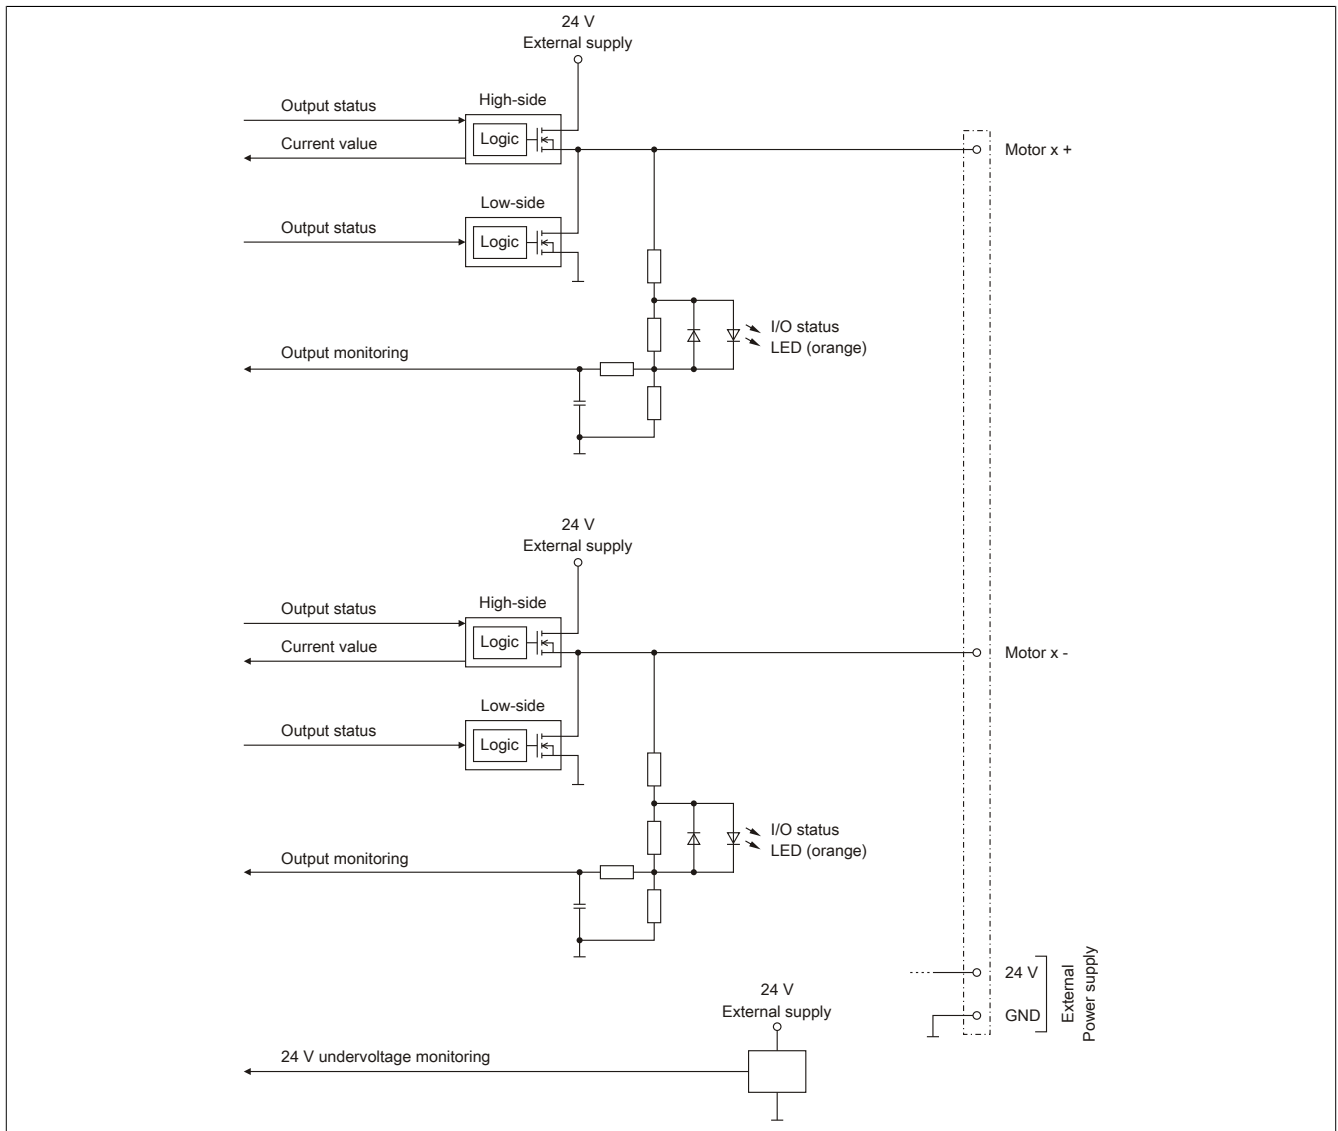 24 V
External supply
High-side
Output status
Logic
Current value
Motor x +
Low-side
Output status
Logic
I/O status
LED (orange)
Output monitoring
24 V
External supply
High-side
Output status
Logic
Current value
Motor x -
Low-side
Output status
Logic
I/O status
LED (orange)
Output monitoring
24 V
GND
External
Power supply
24 V
External supply
24 V undervoltage monitoring